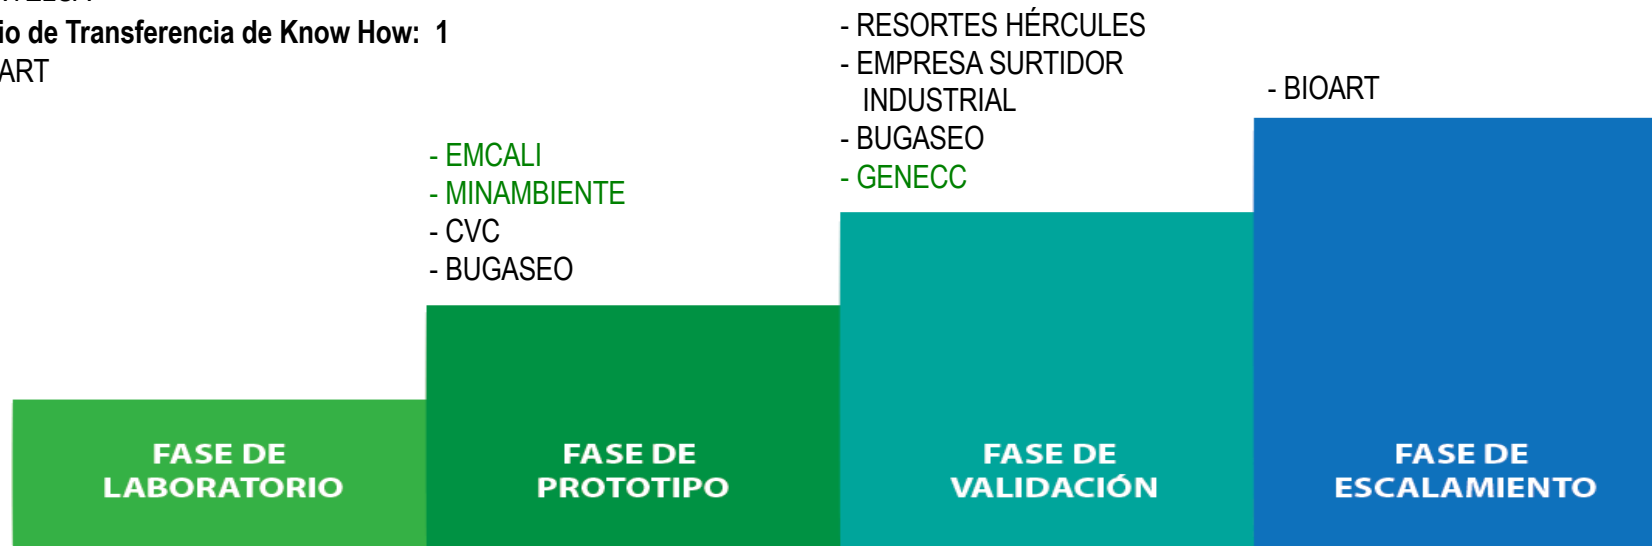 io de Transferencia de Know How: 1
ART
- EMCALI
- MINAMBIENTE
- CVC
- BUGASEO
- RESORTES HÉRCULES
- EMPRESA SURTIDOR
INDUSTRIAL
- BUGASEO
- GENECC
- BIOART
FASE DE
LABORATORIO
FASE DE
PROTOTIPO
FASE DE
VALIDACIÓN
FASE DE
ESCALAMIENTO